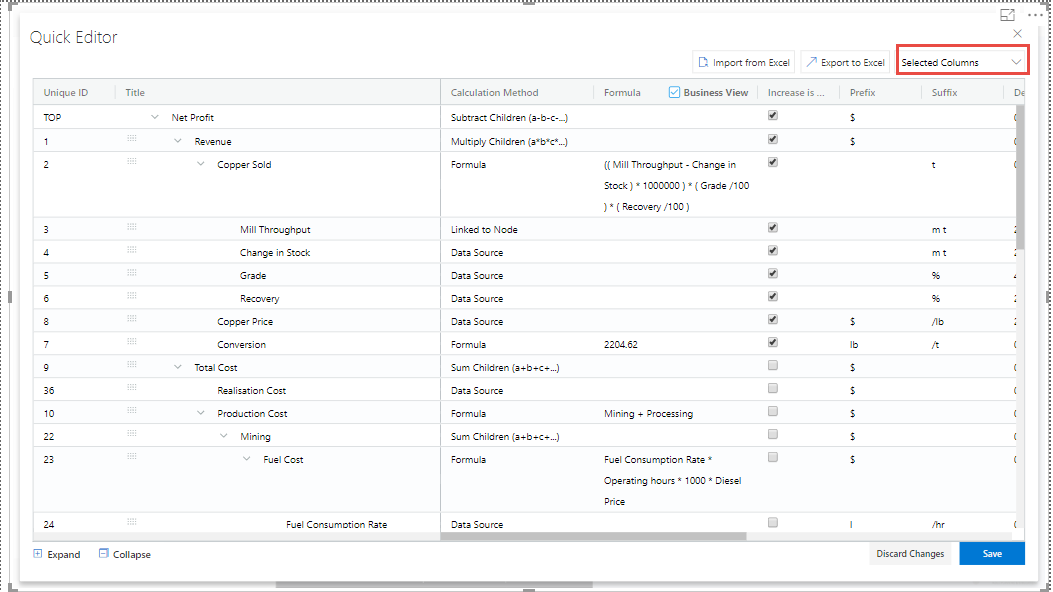 Quick Editor
Import from Excel Export to Excel Selected Columns
Unique ID Title Calculation Method Formula Business View Increase is ... Prefix Suffix De
TOP Net Profit Subtract Children (a-b-c-...) $
1 Revenue Multiply Children (a*b*c*...) $
2 Copper Sold Formula (( Mill Throughput - Change in t
Stock ) * 1000000 ) * ( Grade /100
) * ( Recovery /100 )
3 Mill Throughput Linked to Node m t
4 Change in Stock Data Source m t
5 Grade Data Source %
6 Recovery Data Source %
8 Copper Price Data Source $ /lb
7 Conversion Formula 2204.62 lb /t
9 Total Cost Sum Children (a+b+c+...) $
36 Realisation Cost Data Source $
10 Production Cost Formula Mining + Processing $
22 Mining Sum Children (a+b+c+...) $
23 Fuel Cost Formula Fuel Consumption Rate * $
Operating hours * 1000 * Diesel
Price
24 Fuel Consumption Rate Data Source l /hr
Expand Collapse Discard Changes Save